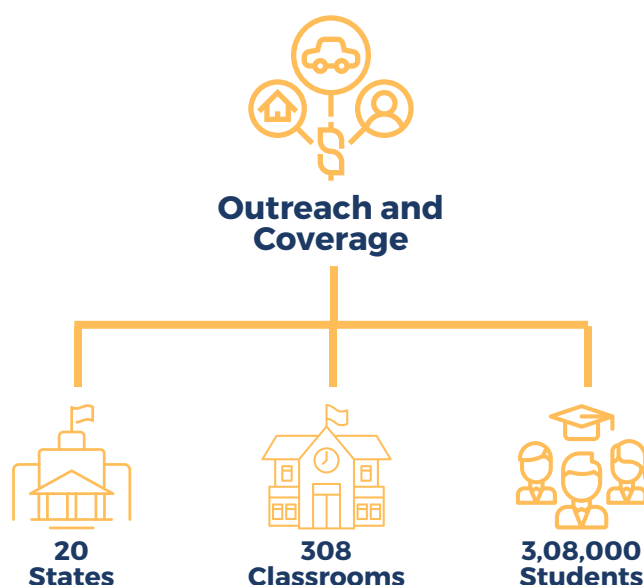 Outreach and
Coverage
20
States
308
Classrooms
3,08,000
Students